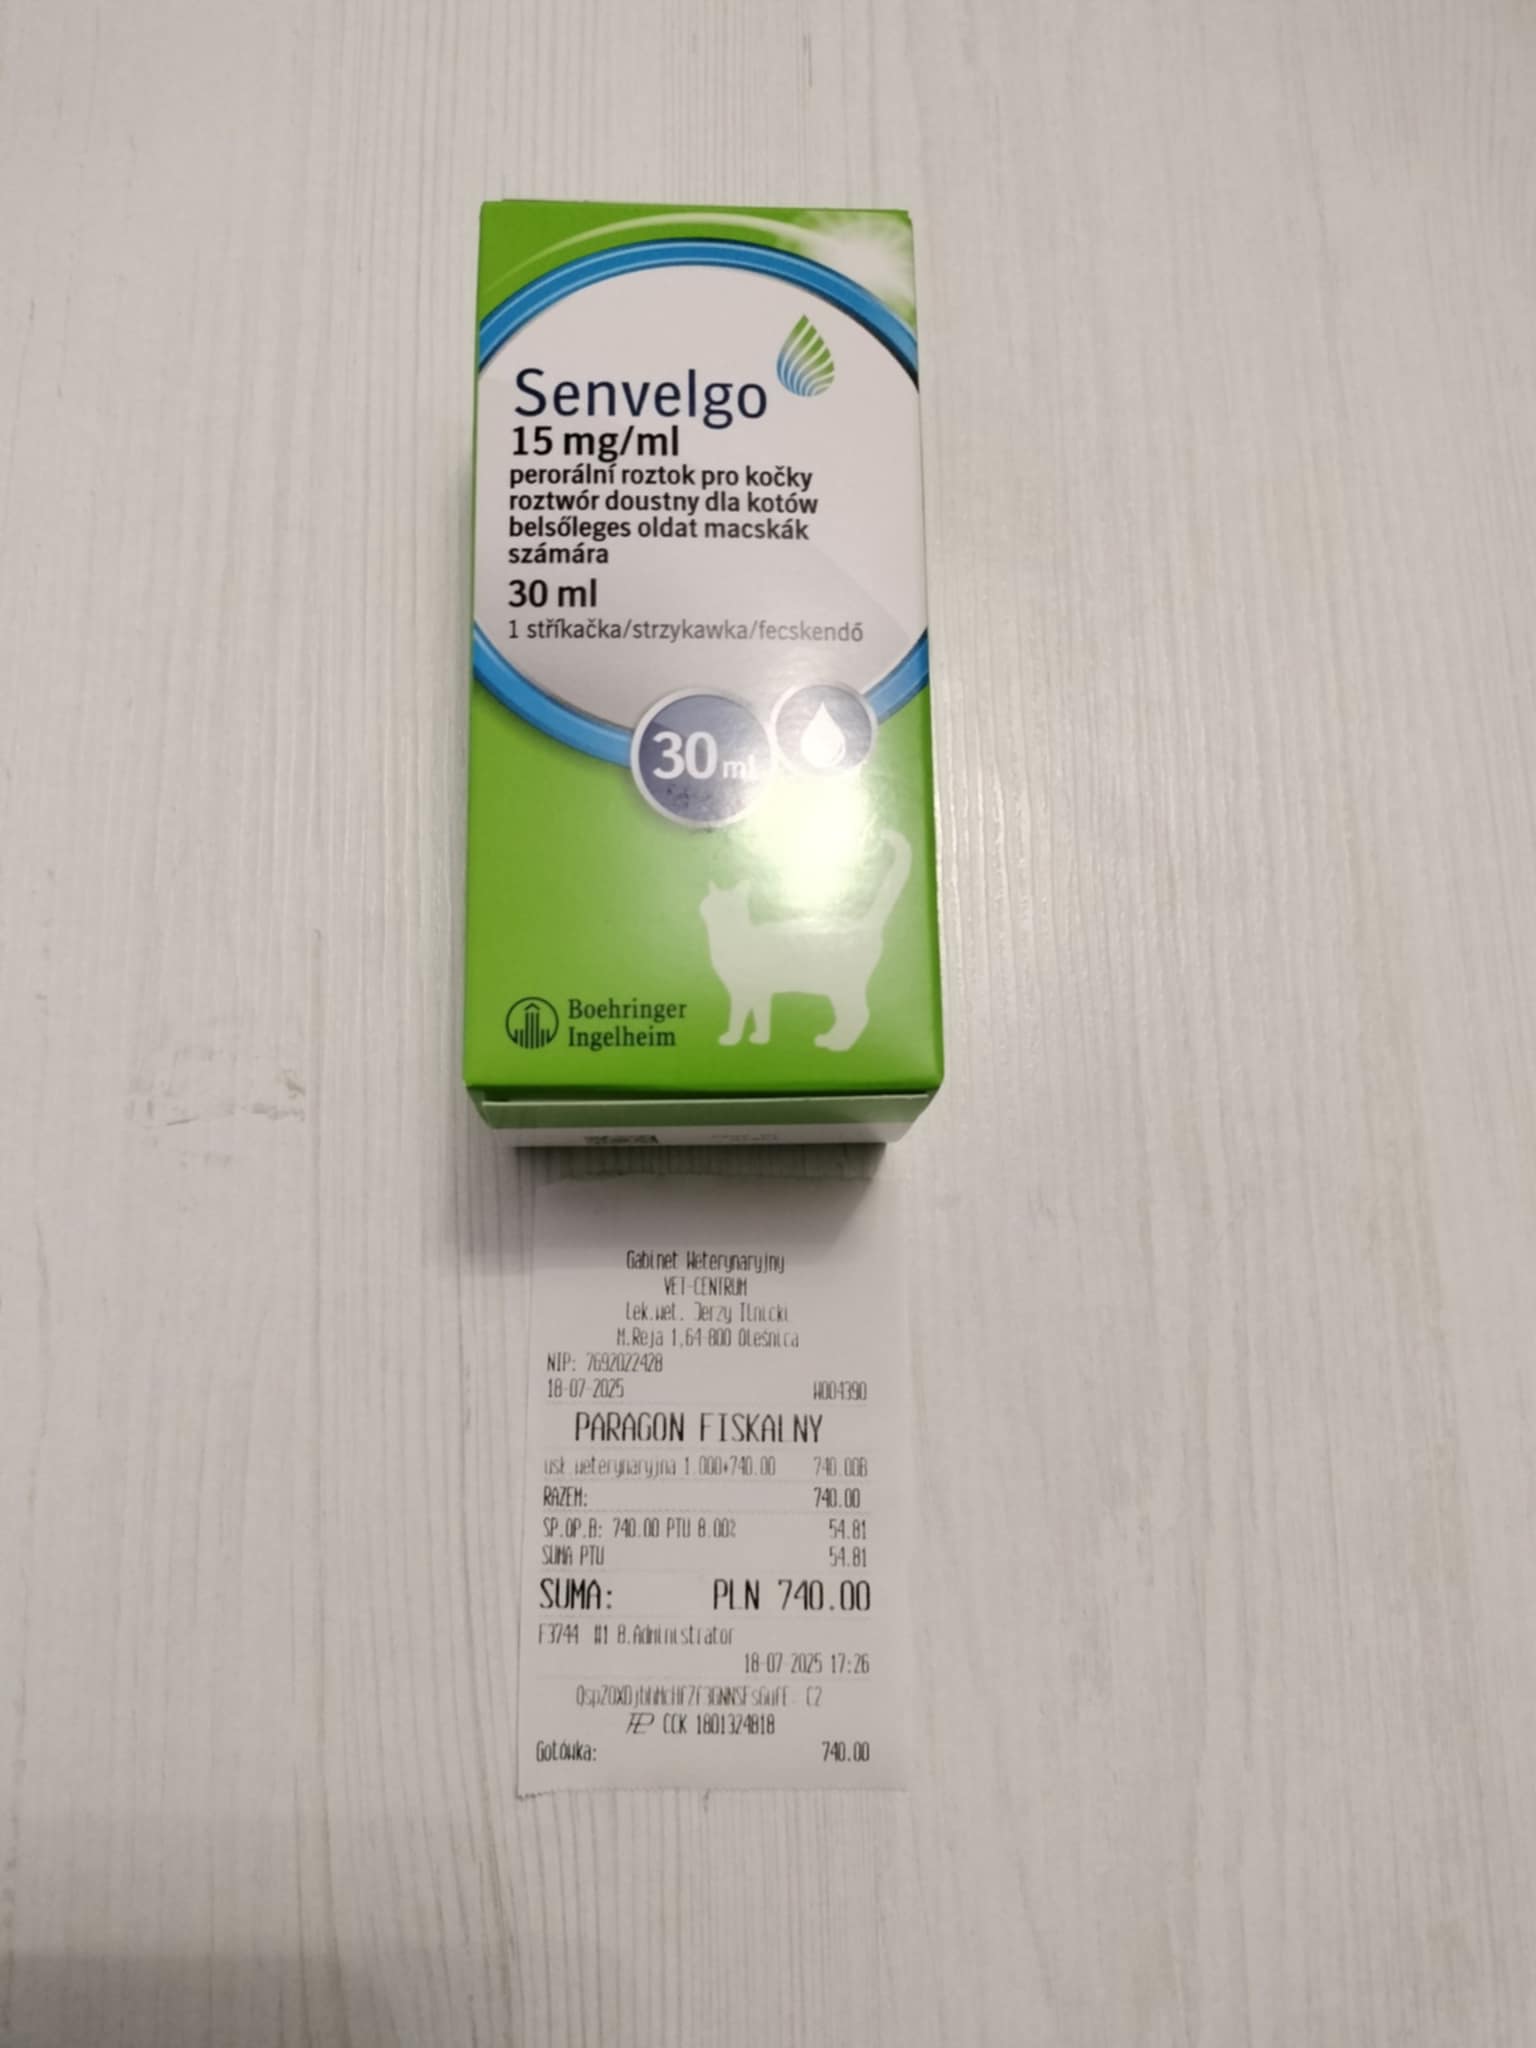 Senvelgo
15 mg/ml
perorální roztok pro kočky
roztwór doustny dla kotów
belsőleges oldat macskák
számára
30 ml
1 stříkačka/strzykawka/fecskendő
30 ml
Boehringer
Ingelheim
Gabinet Weterynaryjny
VET-CENTRUM
Lek.wet. Jerzy Ilnicki
M.Reja 1,64-800 Oleśnica
NIP: 7692022428
18-07-2025 W004390
PARAGON FISKALNY
usł.weterynaryjna 1.000*740.00 740.00B
RAZEM: 740.00
SP.OP.B: 740.00 PTU 8.00% 54.81
SUMA PTU 54.81
SUMA: PLN 740.00
F3744 #1 B.Administrator
18-07-2025 17:26
CCK 1801324818
Gotówka: 740.00